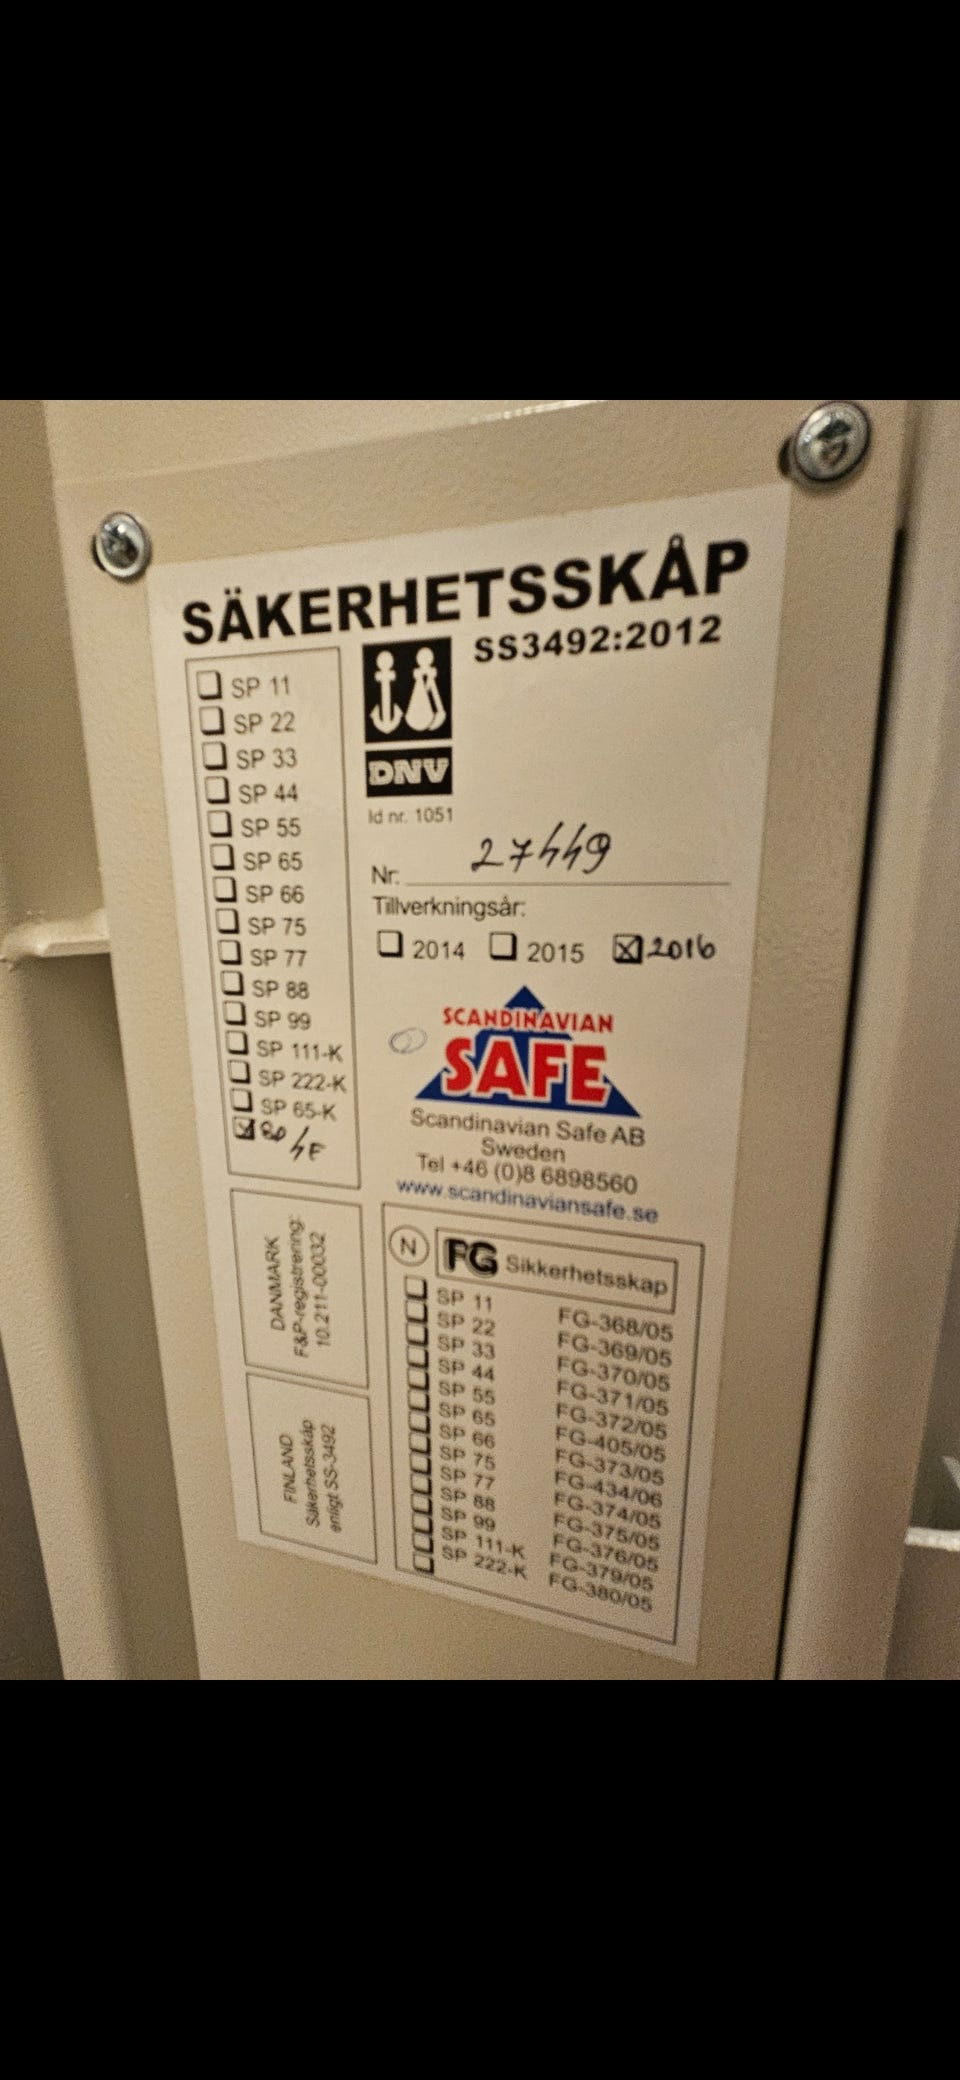 SÄKERHETSSKÅP
SS3492:2012
SP 11
SP 22
SP 33
SP 44
SP 55
SP 65
SP 66
SP 75
SP 77
SP 88
SP 99
SP 111-K
SP 222-K
SP 65-K
80
DNV
Id nr. 1051
Nr. 27449
Tillverkningsår:
2014 2015 2016
SCANDINAVIAN
SAFE
Scandinavian Safe AB
Sweden
Tel +46 (0)8 6898560
www.scandinaviansafe.se
DANMARK
F&P-registrering:
10.211-00032
FINLAND
Säkerhetsskåp
enligt SS-3492
N FG Sikkerhetsskap
SP 11 FG-368/05
SP 22 FG-369/05
SP 33 FG-370/05
SP 44 FG-371/05
SP 55 FG-372/05
SP 65 FG-405/05
SP 66 FG-373/05
SP 75 FG-434/06
SP 77 FG-374/05
SP 88 FG-375/05
SP 99 FG-376/05
SP 111-K FG-379/05
SP 222-K FG-380/05